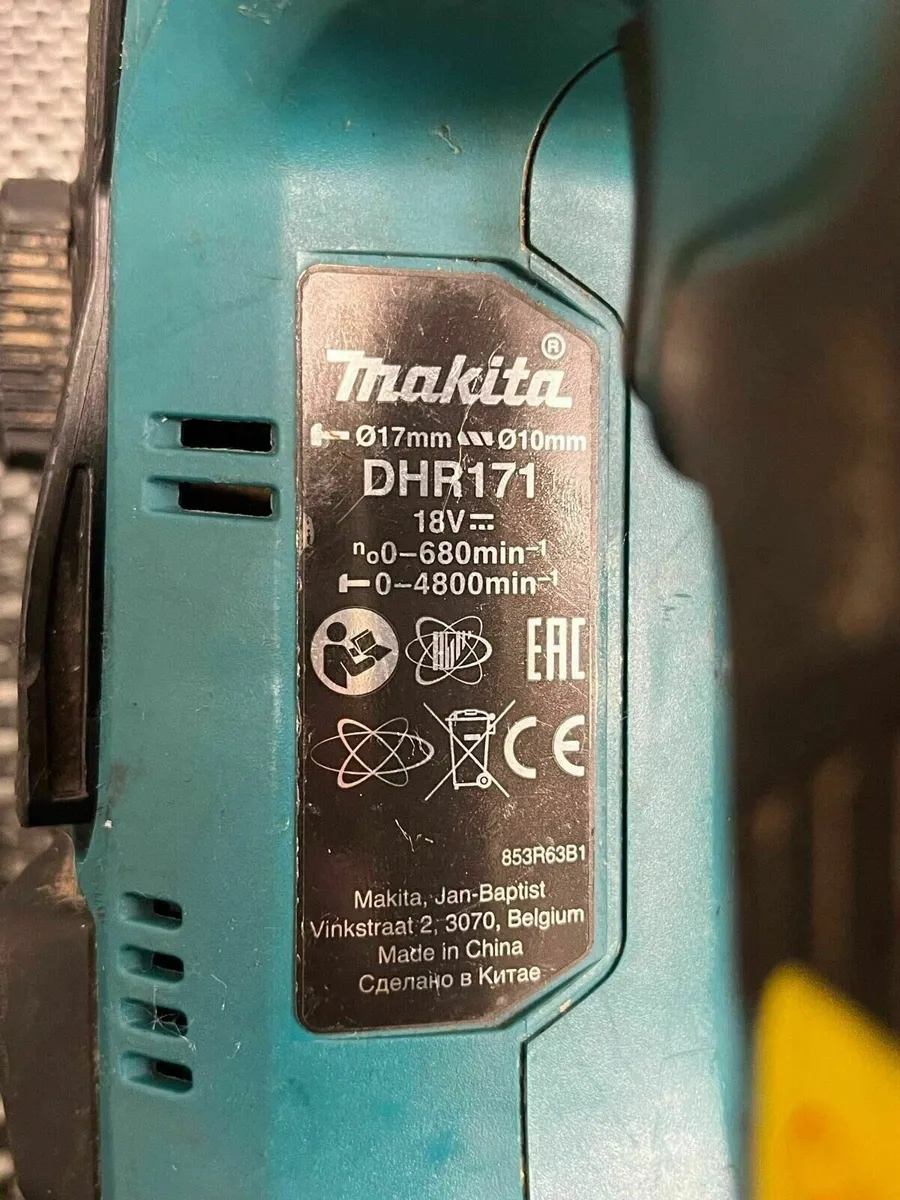 Makita®
Ø17mm Ø10mm
DHR171
18V
n₀0–680min⁻¹
0–4800min⁻¹
EAC
CE
853R63B1
Makita, Jan-Baptist
Vinkstraat 2, 3070, Belgium
Made in China
Сделано в Китае